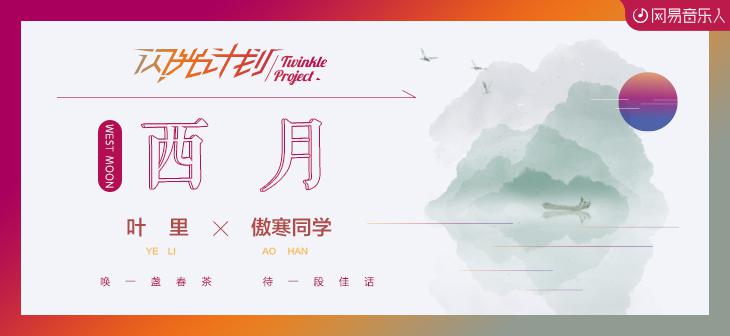 网易音乐人
闪光计划 Twinkle
Project
WEST MOON
西月
叶里 × 傲寒同学
YE LI AO HAN
唤一盏春茶 待一段佳话